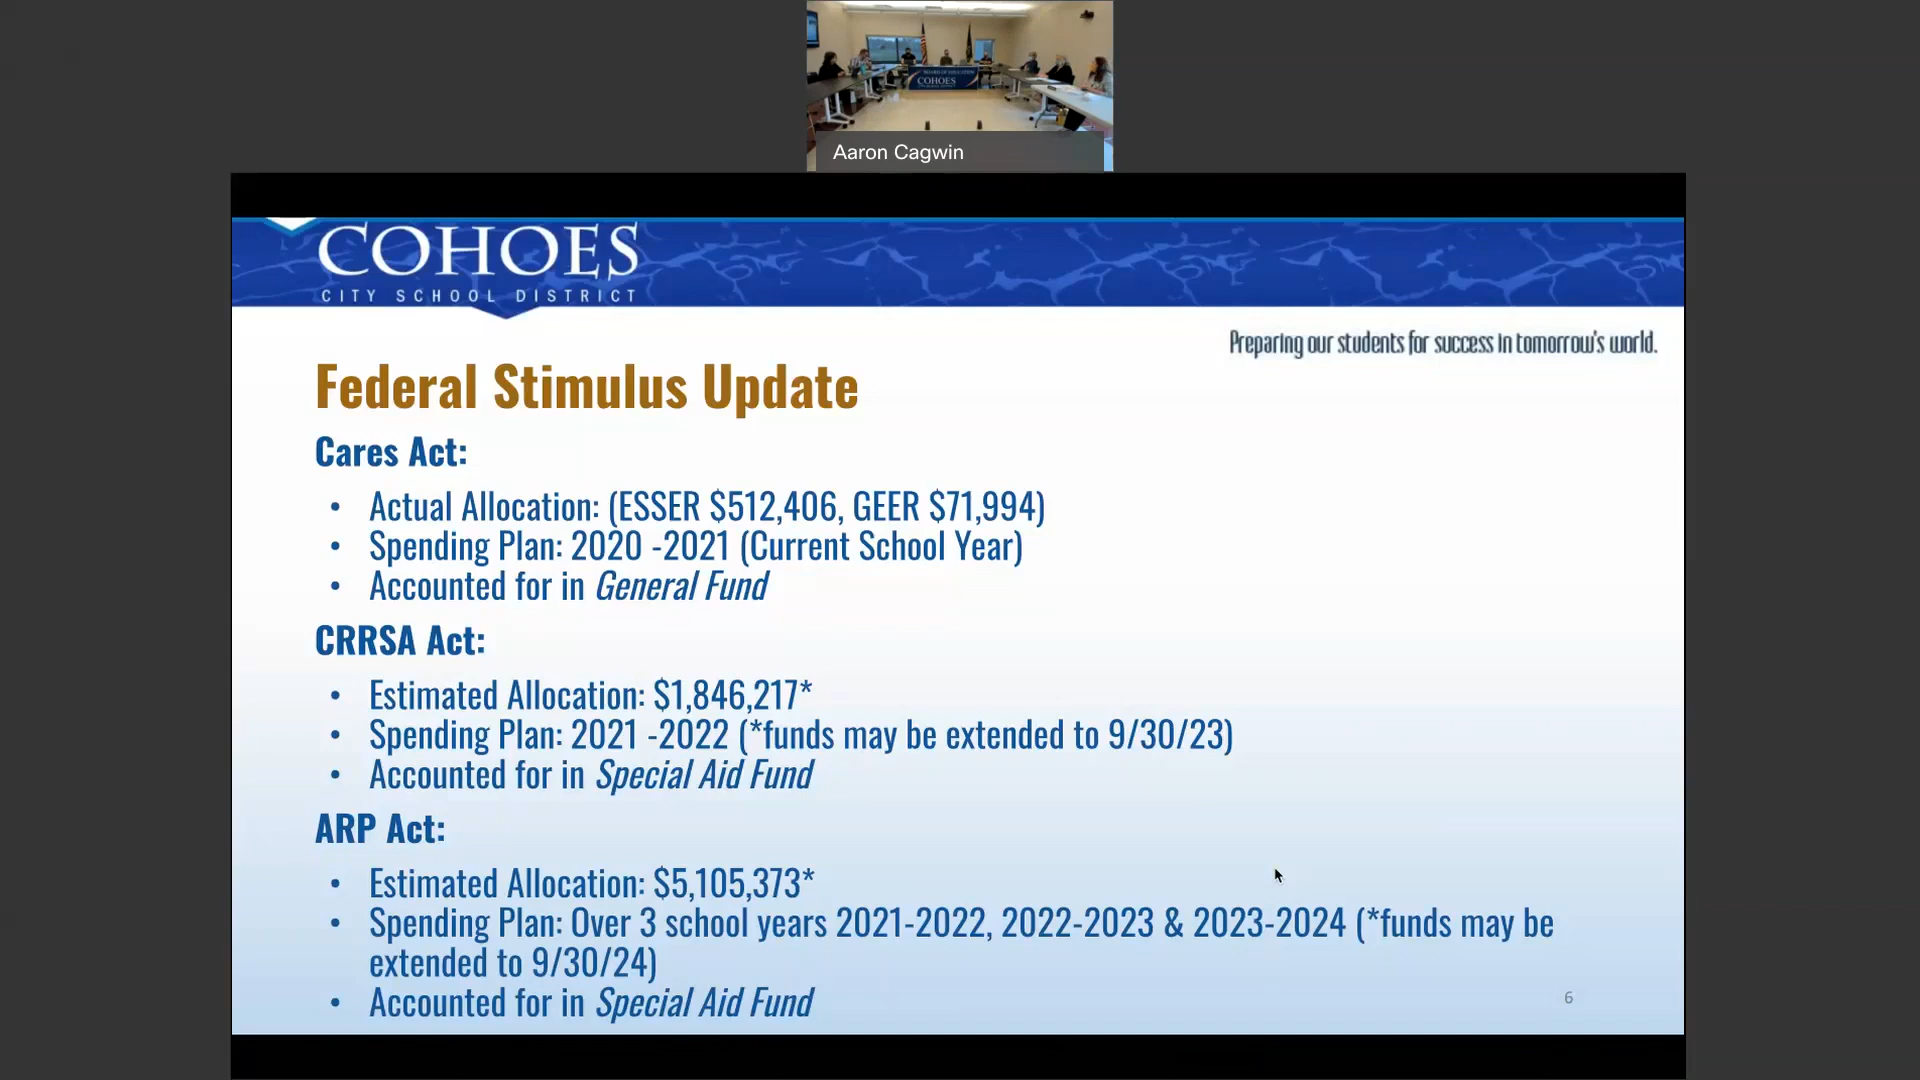 BOARD OF EDUCATION
COHOES
Aaron Cagwin
COHOES
CITY SCHOOL DISTRICT
Preparing our students for success in tomorrow's world.
Federal Stimulus Update
Cares Act:
• Actual Allocation: (ESSER $512,406, GEER $71,994)
• Spending Plan: 2020 -2021 (Current School Year)
• Accounted for in General Fund
CRRSA Act:
• Estimated Allocation: $1,846,217*
• Spending Plan: 2021 -2022 (*funds may be extended to 9/30/23)
• Accounted for in Special Aid Fund
ARP Act:
• Estimated Allocation: $5,105,373*
• Spending Plan: Over 3 school years 2021-2022, 2022-2023 & 2023-2024 (*funds may be
extended to 9/30/24)
• Accounted for in Special Aid Fund
6